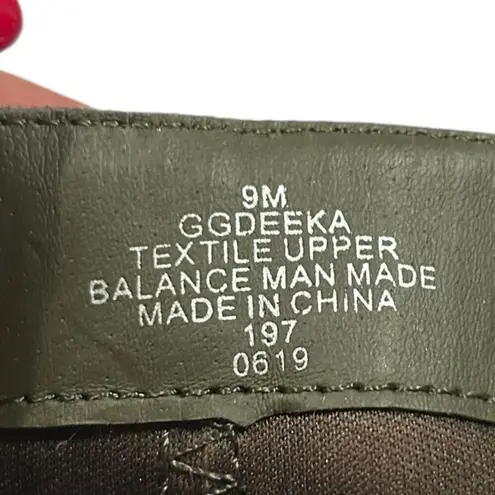 9M
GGDEEKA
TEXTILE UPPER
BALANCE MAN MADE
MADE IN CHINA
197
0619